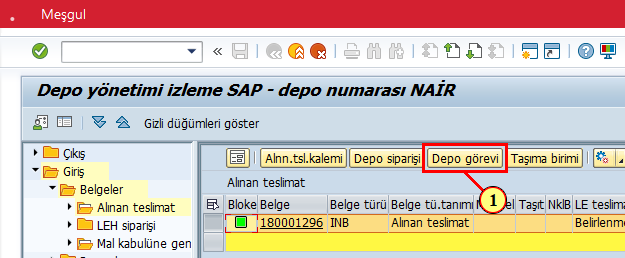 Meşgul
Depo yönetimi izleme SAP - depo numarası NAİR
Gizli düğümleri göster
Çıkış
Giriş
Belgeler
Alınan teslimat
LEH siparişi
Mal kabulüne gen
Alnn.tsl.kalemi Depo siparişi Depo görevi Taşıma birimi
1
Alınan teslimat
Bloke Belge Belge türü Belge tü.tanımı Taşıt NklB LE teslima
180001296 INB Alınan teslimat Belirlenme